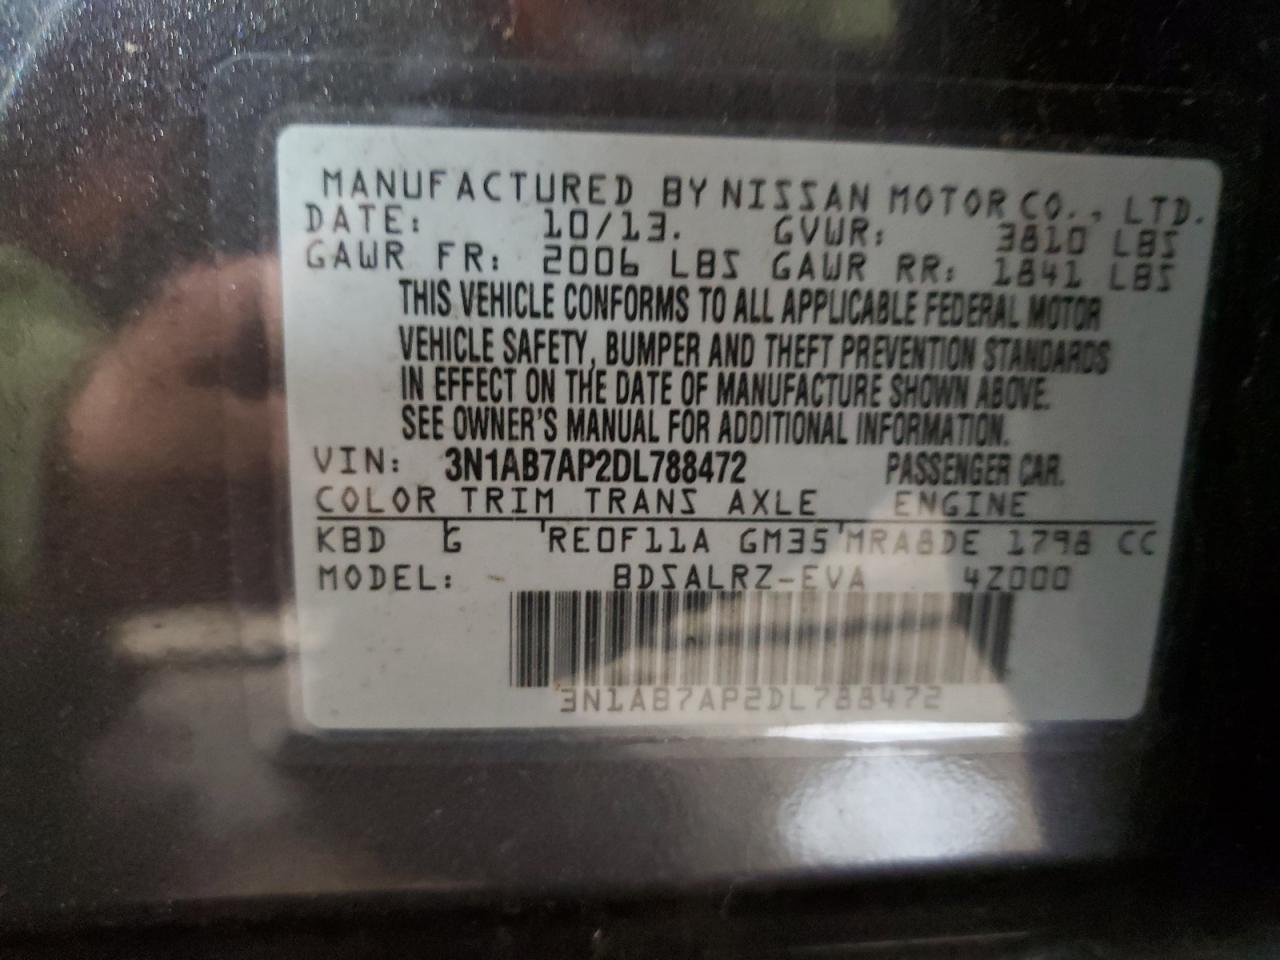 MANUFACTURED BY NISSAN MOTOR CO., LTD.
DATE: 10/13. GVWR: 3810 LBS
GAWR FR: 2006 LBS GAWR RR: 1841 LBS
THIS VEHICLE CONFORMS TO ALL APPLICABLE FEDERAL MOTOR
VEHICLE SAFETY, BUMPER AND THEFT PREVENTION STANDARDS
IN EFFECT ON THE DATE OF MANUFACTURE SHOWN ABOVE.
SEE OWNER'S MANUAL FOR ADDITIONAL INFORMATION.
VIN: 3N1AB7AP2DL788472 PASSENGER CAR.
COLOR TRIM TRANS AXLE ENGINE
KBD G 'RE0F11A GM35'MRA8DE 1798 CC
MODEL: BDSALRZ-EVA 4Z000
3N1AB7AP2DL788472